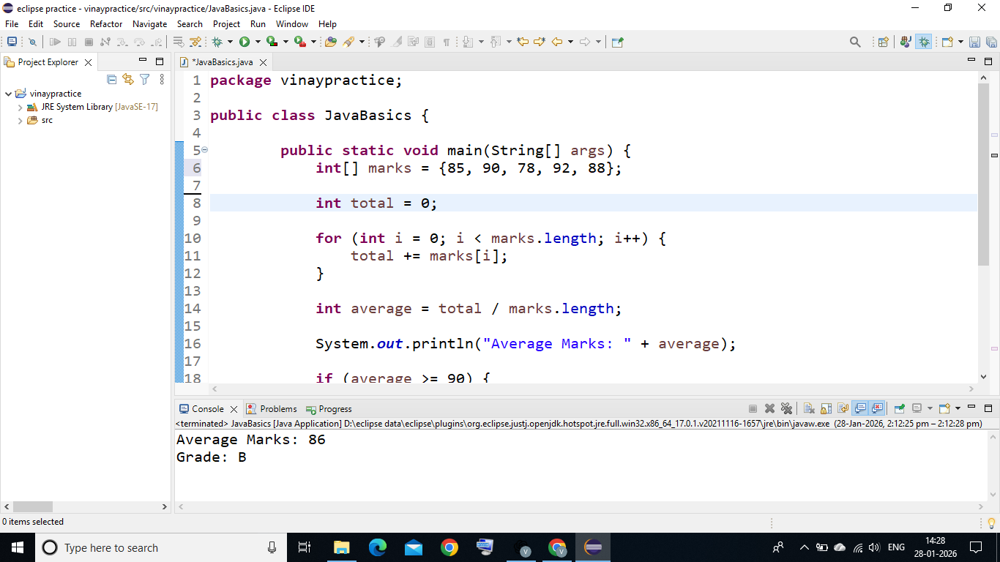 eclipse practice - vinaypractice/src/vinaypractice/JavaBasics.java - Eclipse IDE
File Edit Source Refactor Navigate Search Project Run Window Help
Project Explorer
*JavaBasics.java
vinaypractice
JRE System Library [JavaSE-17]
src
1 package vinaypractice;
2
3 public class JavaBasics {
4
5 public static void main(String[] args) {
6 int[] marks = {85, 90, 78, 92, 88};
7
8 int total = 0;
9
10 for (int i = 0; i < marks.length; i++) {
11 total += marks[i];
12 }
13
14 int average = total / marks.length;
15
16 System.out.println("Average Marks: " + average);
17
18 if (average >= 90) {
Console Problems Progress
<terminated> JavaBasics [Java Application] D:\eclipse data\eclipse\plugins\org.eclipse.justj.openjdk.hotspot.jre.full.win32.x86_64_17.0.1.v20211116-1657\jre\bin\javaw.exe (28-Jan-2026, 2:12:25 pm – 2:12:28 pm)
Average Marks: 86
Grade: B
0 items selected
Type here to search
V
V
ENG
14:28
28-01-2026